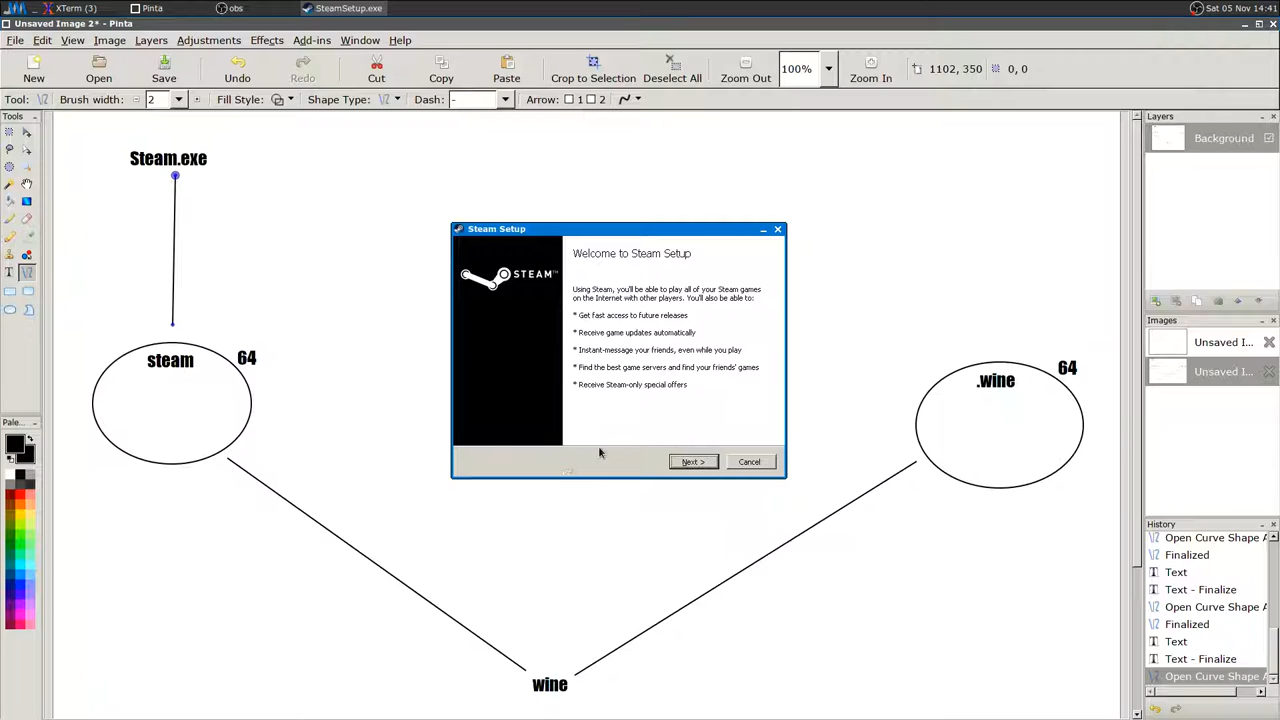 XTerm (3)
Pinta
obs
SteamSetup.exe
Sat 05 Nov 14:41
Unsaved Image 2* - Pinta
File Edit View Image Layers Adjustments Effects Add-ins Window Help
New Open Save Undo Redo Cut Copy Paste Crop to Selection Deselect All Zoom Out 100% Zoom In 1102, 350 0, 0
Tool: Brush width: 2 Fill Style: Shape Type: Dash: - Arrow: 1 2
Tools
Layers
Background
Steam.exe
Steam Setup
Welcome to Steam Setup
STEAM™
Using Steam, you'll be able to play all of your Steam games
on the Internet with other players. You'll also be able to:
* Get fast access to future releases
* Receive game updates automatically
* Instant-message your friends, even while you play
* Find the best game servers and find your friends' games
* Receive Steam-only special offers
Next >
Cancel
steam
64
.wine
64
wine
Images
Unsaved I...
Unsaved I...
Pale...
History
Open Curve Shape A
Finalized
Text
Text - Finalize
Open Curve Shape A
Finalized
Text
Text - Finalize
Open Curve Shape A